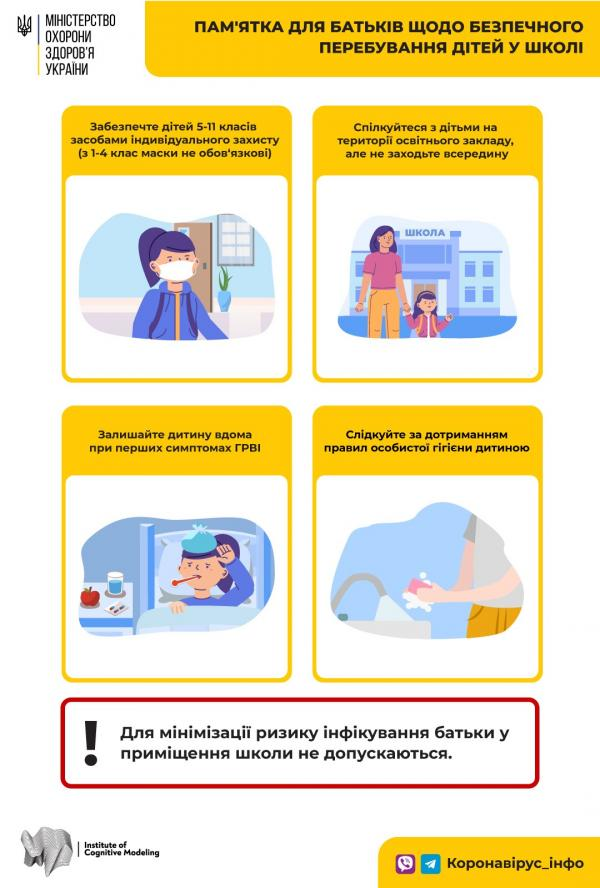 МІНІСТЕРСТВО
ОХОРОНИ
ЗДОРОВ'Я
УКРАЇНИ
ПАМ'ЯТКА ДЛЯ БАТЬКІВ ЩОДО БЕЗПЕЧНОГО
ПЕРЕБУВАННЯ ДІТЕЙ У ШКОЛІ
Забезпечте дітей 5-11 класів
засобами індивідуального захисту
(з 1-4 клас маски не обов'язкові)
Спілкуйтеся з дітьми на
території освітнього закладу,
але не заходьте всередину
ШКОЛА
Залишайте дитину вдома
при перших симптомах ГРВІ
Слідкуйте за дотриманням
правил особистої гігієни дитиною
! Для мінімізації ризику інфікування батьки у
приміщення школи не допускаються.
Institute of
Cognitive Modeling
Коронавірус_інфо